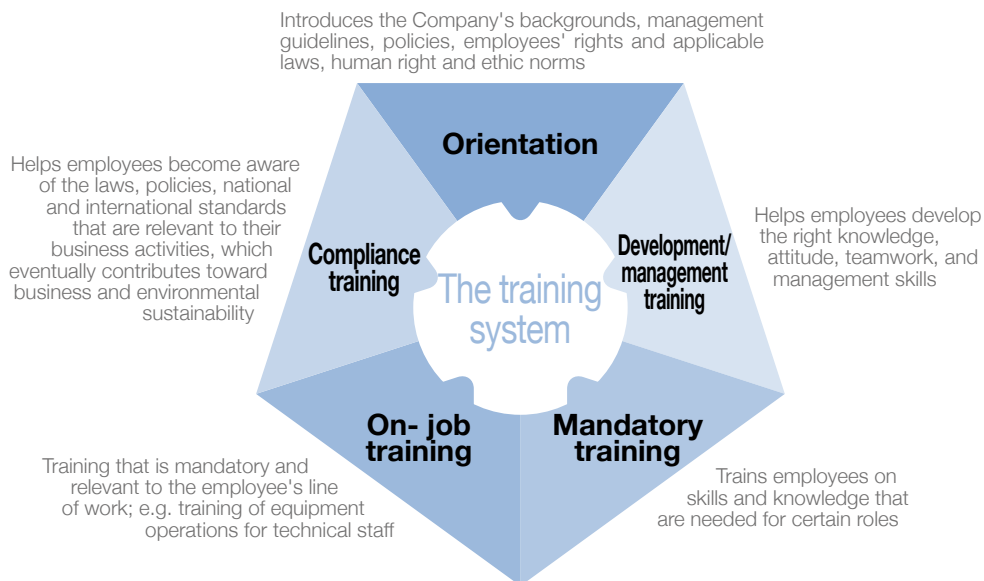 Introduces the Company's backgrounds, management
guidelines, policies, employees' rights and applicable
laws, human right and ethic norms
Orientation
Helps employees become aware
of the laws, policies, national
and international standards
that are relevant to their
business activities, which
eventually contributes toward
business and environmental
sustainability
Compliance
training
The training
system
Development/
management
training
Helps employees develop
the right knowledge,
attitude, teamwork, and
management skills
On- job
training
Mandatory
training
Training that is mandatory and
relevant to the employee's line
of work; e.g. training of equipment
operations for technical staff
Trains employees on
skills and knowledge that
are needed for certain roles